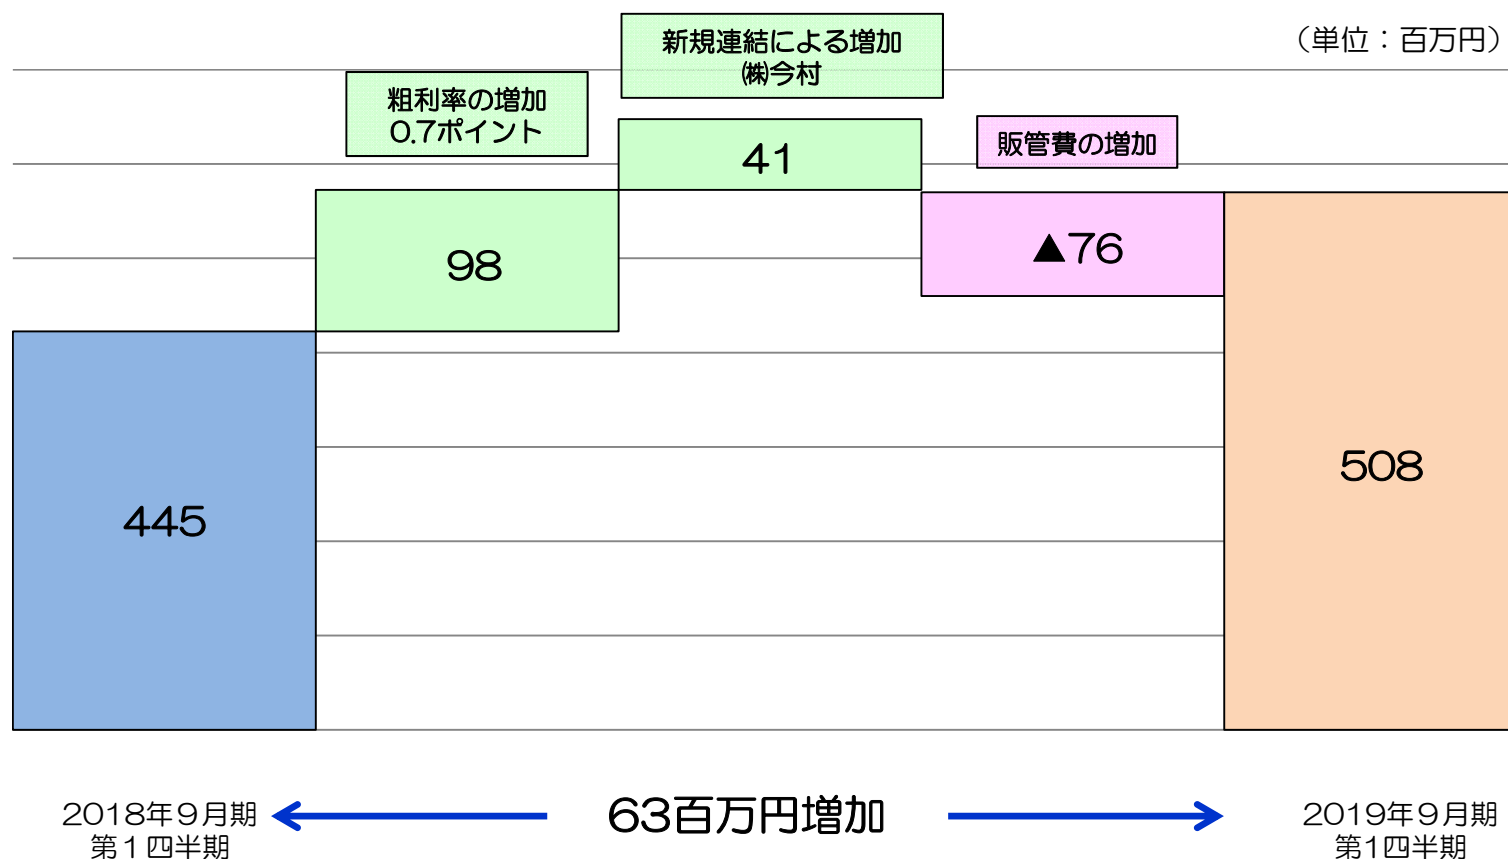 （単位：百万円）
新規連結による増加
㈱今村
粗利率の増加
0.7ポイント
販管費の増加
41
98
▲76
508
445
63百万円増加
2018年９月期
第１四半期
2019年９月期
第1四半期